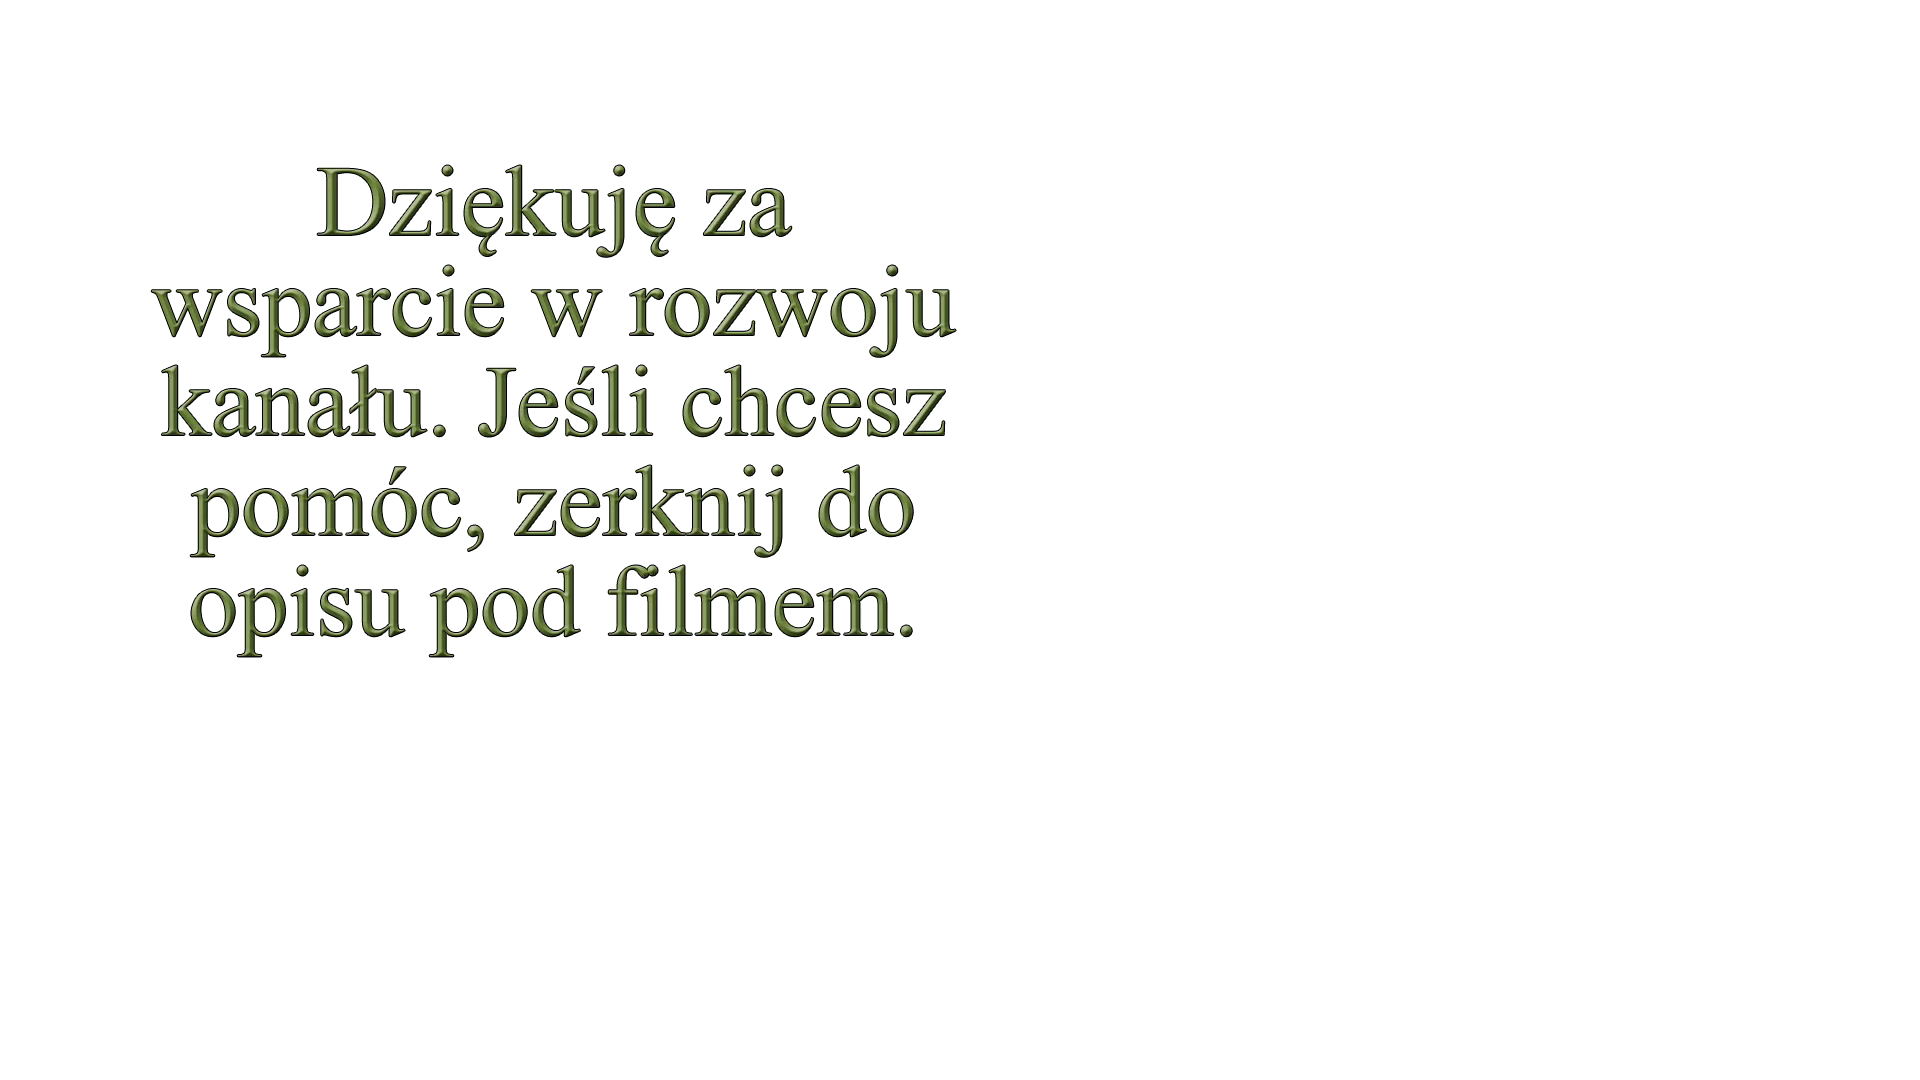 Dziękuję za
wsparcie w rozwoju
kanału. Jeśli chcesz
pomóc, zerknij do
opisu pod filmem.